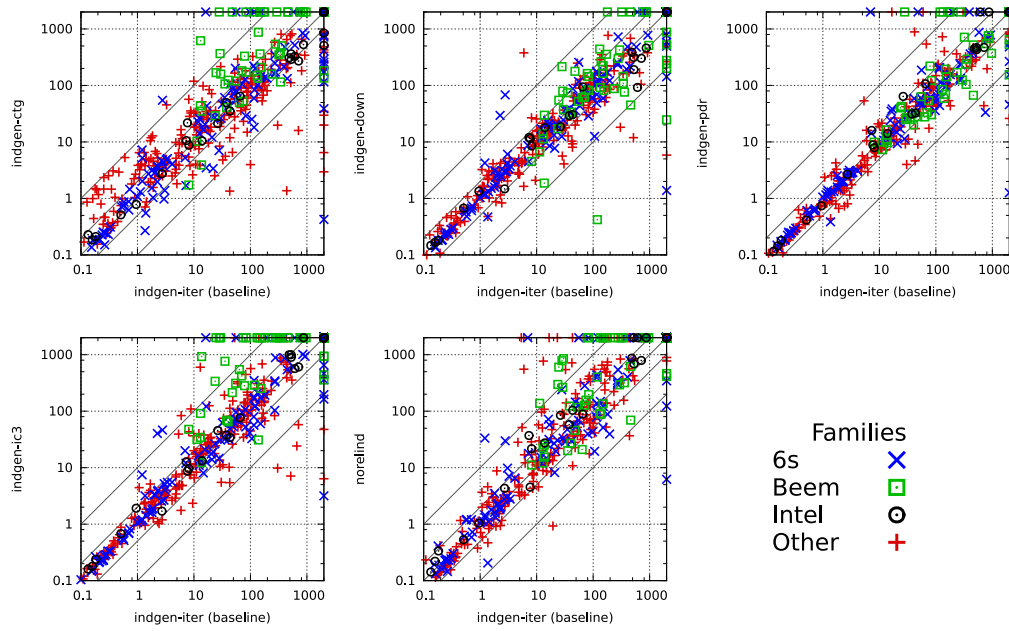 1000
100
10
1
0.1
indgen-ctg
0.1 1 10 100 1000
indgen-iter (baseline)
1000
100
10
1
0.1
indgen-down
0.1 1 10 100 1000
indgen-iter (baseline)
1000
100
10
1
0.1
indgen-pdr
0.1 1 10 100 1000
indgen-iter (baseline)
1000
100
10
1
0.1
indgen-ic3
0.1 1 10 100 1000
indgen-iter (baseline)
1000
100
10
1
0.1
norelind
0.1 1 10 100 1000
indgen-iter (baseline)
Families
6s
Beem
Intel
Other